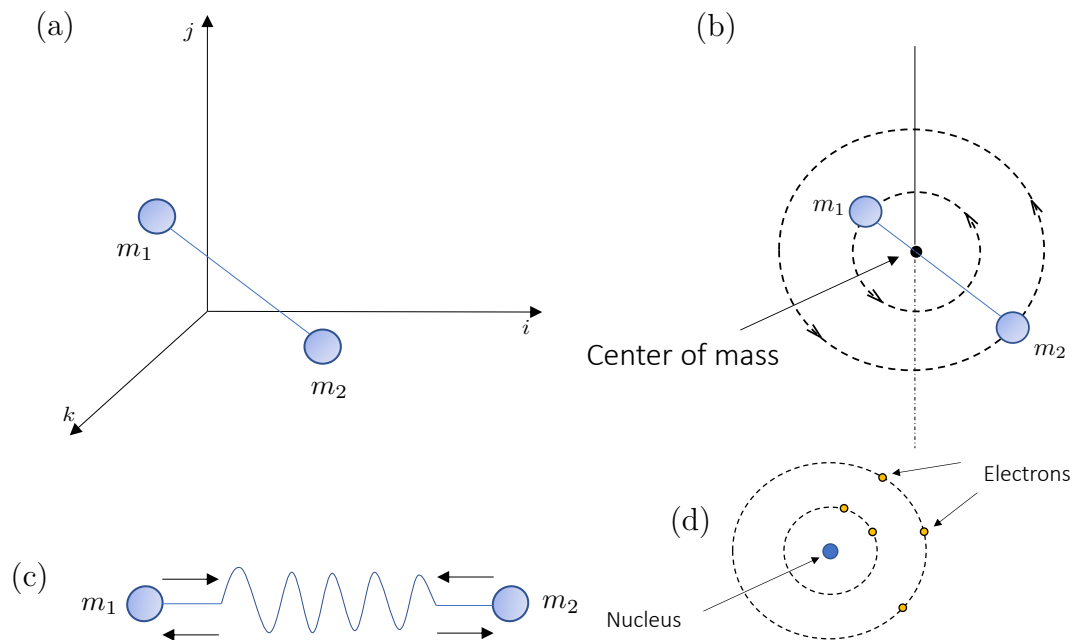 (a)
j
m1
m2
i
k
(b)
m1
m2
Center of mass
(c)
m1
m2
(d)
Electrons
Nucleus